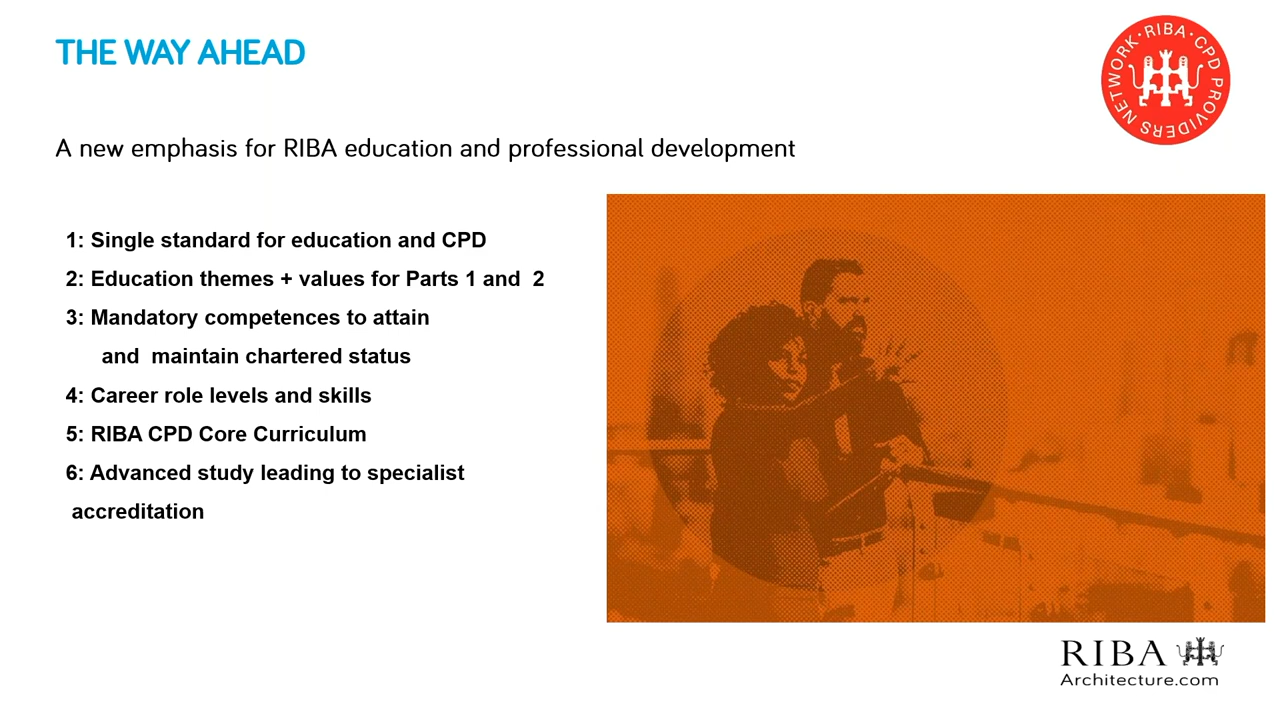 THE WAY AHEAD
RIBA · CPD PROVIDERS NETWORK ·
A new emphasis for RIBA education and professional development
1: Single standard for education and CPD
2: Education themes + values for Parts 1 and  2
3: Mandatory competences to attain
and  maintain chartered status
4: Career role levels and skills
5: RIBA CPD Core Curriculum
6: Advanced study leading to specialist
accreditation
RIBA
Architecture.com